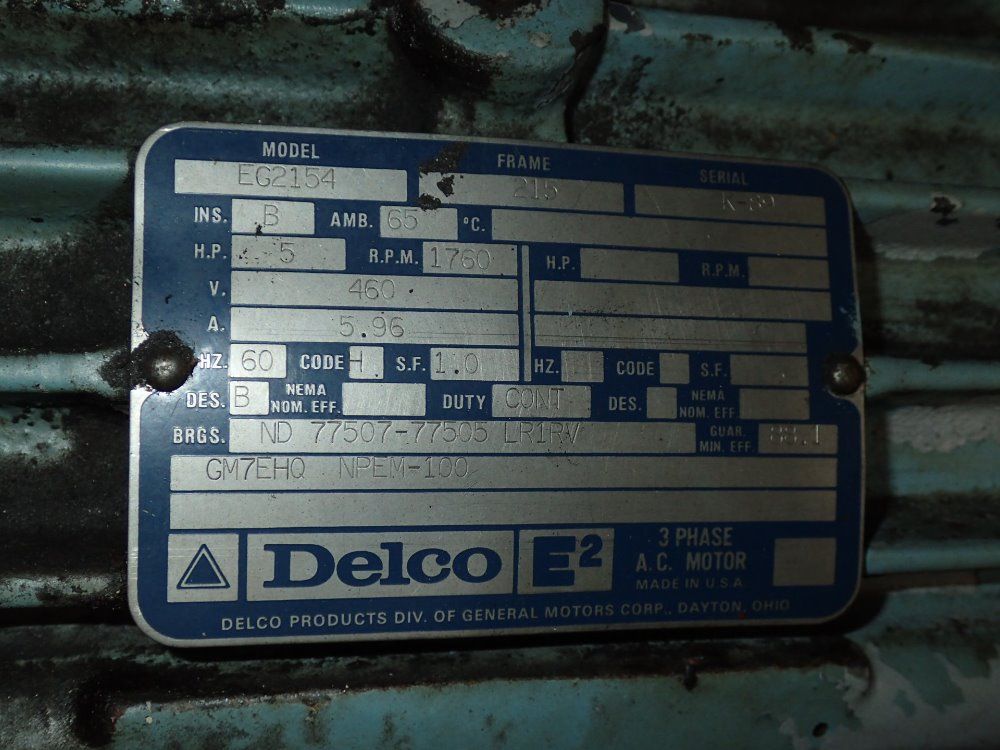 MODEL FRAME SERIAL
EG2154 215 K-89
INS. B AMB. 65 °C.
H.P. 5 R.P.M. 1760 H.P. R.P.M.
V. 460
A. 5.96
HZ. 60 CODE H S.F. 1.0 HZ. CODE S.F.
DES. B NEMA NOM. EFF. DUTY CONT DES. NEMA NOM. EFF
BRGS. ND 77507-77505 LR1RV GUAR. MIN. EFF. 88.1
GM7EHQ NPEM-100
Delco E2 3 PHASE
A.C. MOTOR
MADE IN U.S.A.
DELCO PRODUCTS DIV. OF GENERAL MOTORS CORP., DAYTON, OHIO